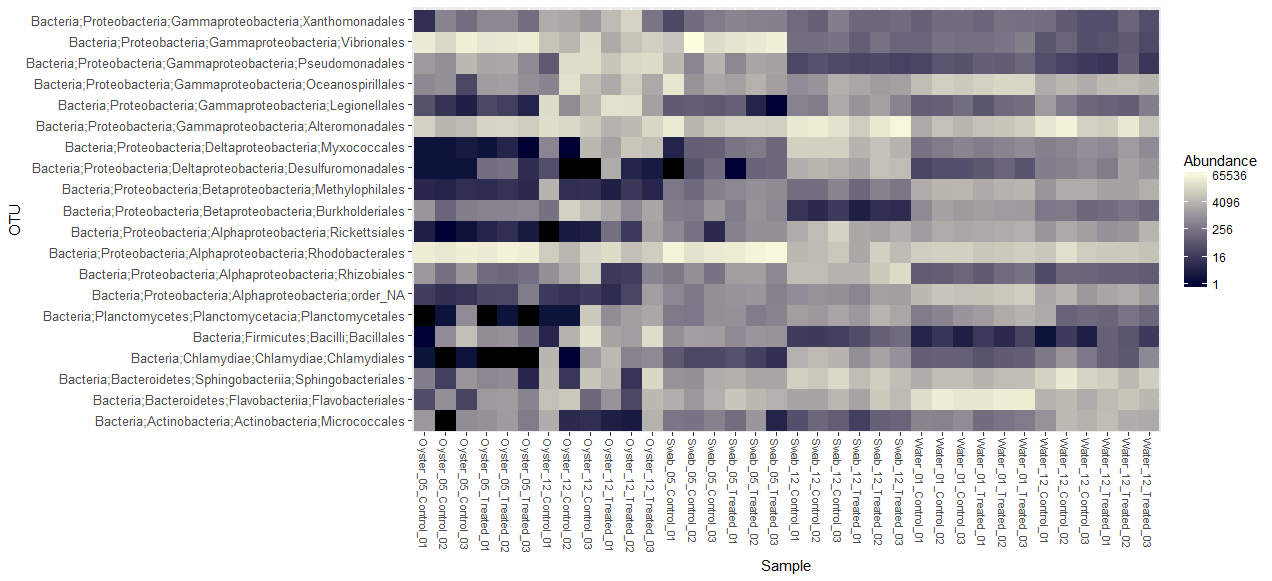 Bacteria;Proteobacteria;Gammaproteobacteria;Xanthomonadales
Bacteria;Proteobacteria;Gammaproteobacteria;Vibrionales
Bacteria;Proteobacteria;Gammaproteobacteria;Pseudomonadales
Bacteria;Proteobacteria;Gammaproteobacteria;Oceanospirillales
Bacteria;Proteobacteria;Gammaproteobacteria;Legionellales
Bacteria;Proteobacteria;Gammaproteobacteria;Alteromonadales
Bacteria;Proteobacteria;Deltaproteobacteria;Myxococcales
Bacteria;Proteobacteria;Deltaproteobacteria;Desulfuromonadales
Bacteria;Proteobacteria;Betaproteobacteria;Methylophilales
Bacteria;Proteobacteria;Betaproteobacteria;Burkholderiales
Bacteria;Proteobacteria;Alphaproteobacteria;Rickettsiales
Bacteria;Proteobacteria;Alphaproteobacteria;Rhodobacterales
Bacteria;Proteobacteria;Alphaproteobacteria;Rhizobiales
Bacteria;Proteobacteria;Alphaproteobacteria;order_NA
Bacteria;Planctomycetes;Planctomycetacia;Planctomycetales
Bacteria;Firmicutes;Bacilli;Bacillales
Bacteria;Chlamydiae;Chlamydiae;Chlamydiales
Bacteria;Bacteroidetes;Sphingobacteriia;Sphingobacteriales
Bacteria;Bacteroidetes;Flavobacteriia;Flavobacteriales
Bacteria;Actinobacteria;Actinobacteria;Micrococcales
OTU
Oyster_05_Control_01
Oyster_05_Control_02
Oyster_05_Control_03
Oyster_05_Treated_01
Oyster_05_Treated_02
Oyster_05_Treated_03
Oyster_12_Control_01
Oyster_12_Control_02
Oyster_12_Control_03
Oyster_12_Treated_01
Oyster_12_Treated_02
Oyster_12_Treated_03
Swab_05_Control_01
Swab_05_Control_02
Swab_05_Control_03
Swab_05_Treated_01
Swab_05_Treated_02
Swab_05_Treated_03
Swab_12_Control_01
Swab_12_Control_02
Swab_12_Control_03
Swab_12_Treated_01
Swab_12_Treated_02
Swab_12_Treated_03
Water_01_Control_01
Water_01_Control_02
Water_01_Control_03
Water_01_Treated_01
Water_01_Treated_02
Water_01_Treated_03
Water_12_Control_01
Water_12_Control_02
Water_12_Control_03
Water_12_Treated_01
Water_12_Treated_02
Water_12_Treated_03
Sample
Abundance
65536
4096
256
16
1